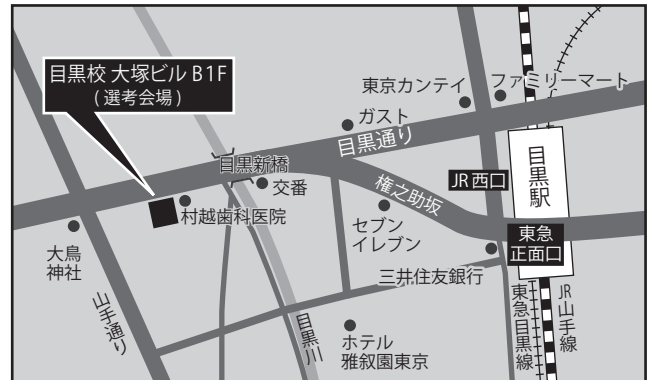 目黒校 大塚ビル B1F
( 選考会場 )
東京カンテイ
ファミリーマート
ガスト
目黒通り
目黒新橋
交番
権之助坂
JR 西口
目黒駅
村越歯科医院
セブン
イレブン
東急
正面口
大鳥
神社
三井住友銀行
山手通り
目黒川
ホテル
雅叙園東京
東急目黒線
JR山手線